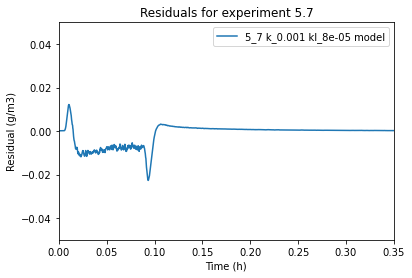 Residuals for experiment 5.7
5_7 k_0.001 kl_8e-05 model
Residual (g/m3)
0.04
0.02
0.00
−0.02
−0.04
0.00 0.05 0.10 0.15 0.20 0.25 0.30 0.35
Time (h)